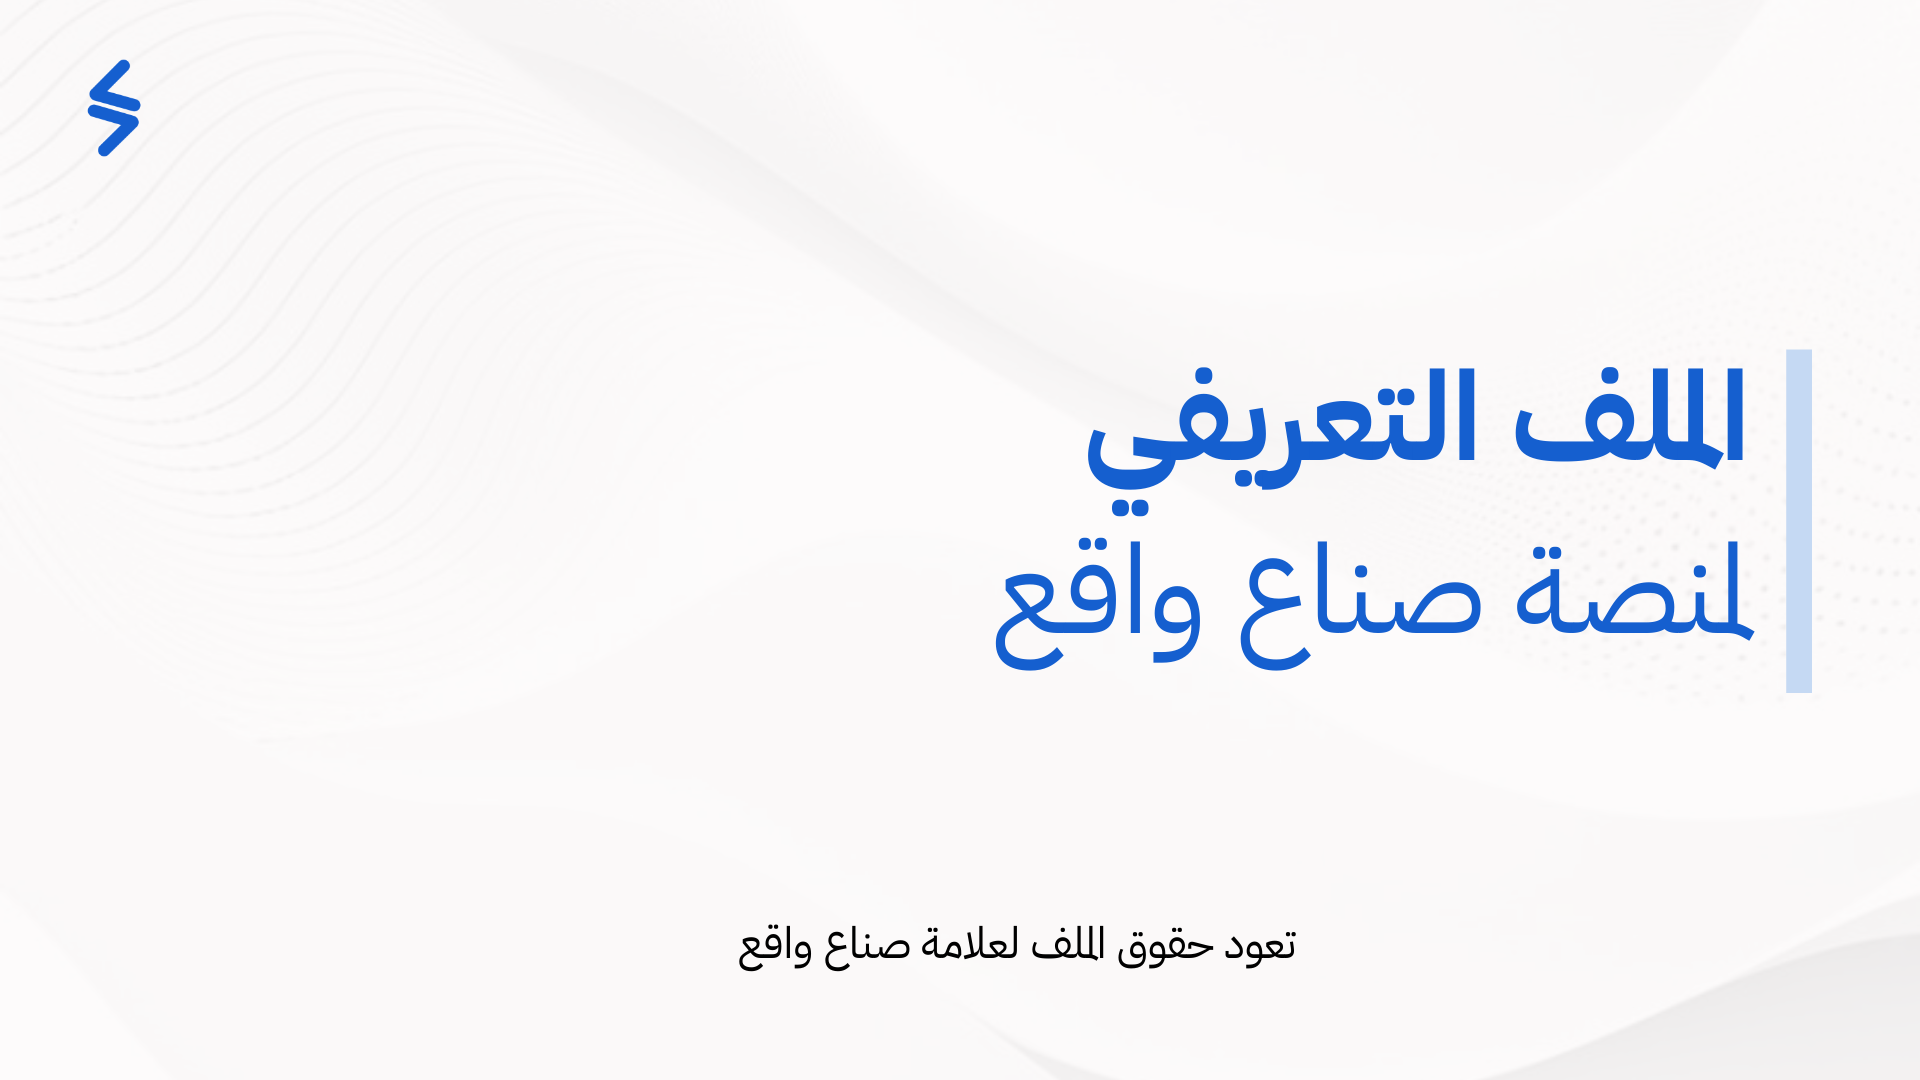 الملف التعريفي
لمنصة صناع واقع
تعود حقوق الملف لعلامة صناع واقع